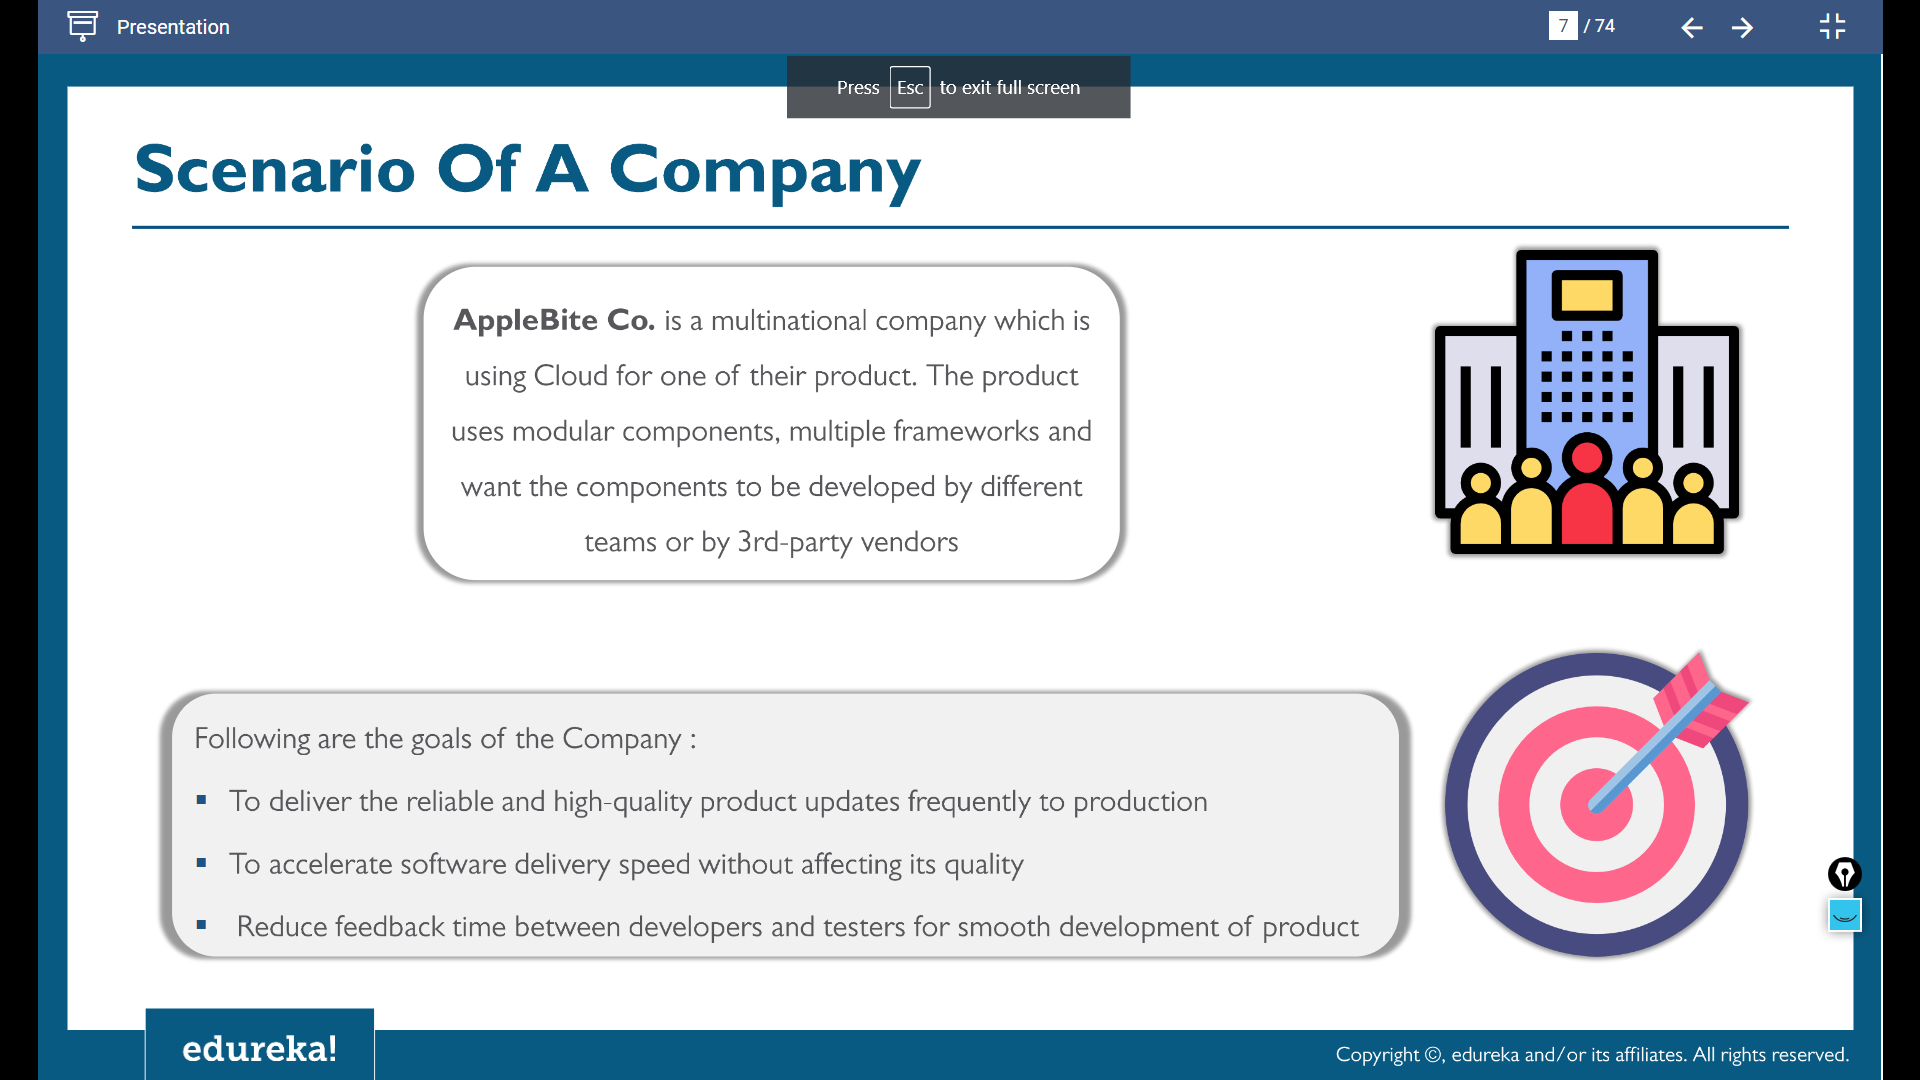 Presentation
7 / 74
Press Esc to exit full screen
Scenario Of A Company
AppleBite Co. is a multinational company which is
using Cloud for one of their product. The product
uses modular components, multiple frameworks and
want the components to be developed by different
teams or by 3rd-party vendors
Following are the goals of the Company :
▪ To deliver the reliable and high-quality product updates frequently to production
▪ To accelerate software delivery speed without affecting its quality
▪ Reduce feedback time between developers and testers for smooth development of product
edureka!
Copyright ©, edureka and/or its affiliates. All rights reserved.